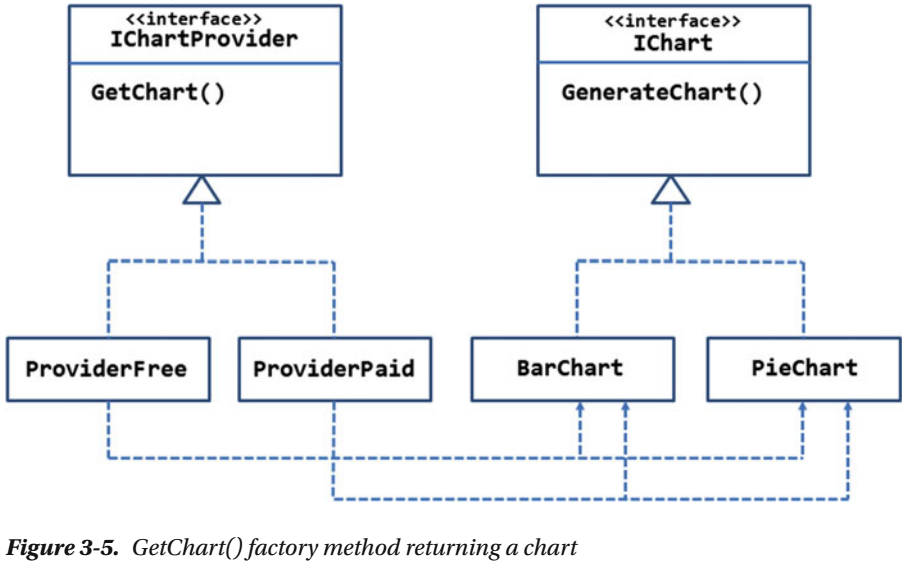 <<interface>>
IChartProvider
GetChart()
<<interface>>
IChart
GenerateChart()
ProviderFree
ProviderPaid
BarChart
PieChart
Figure 3-5. GetChart() factory method returning a chart